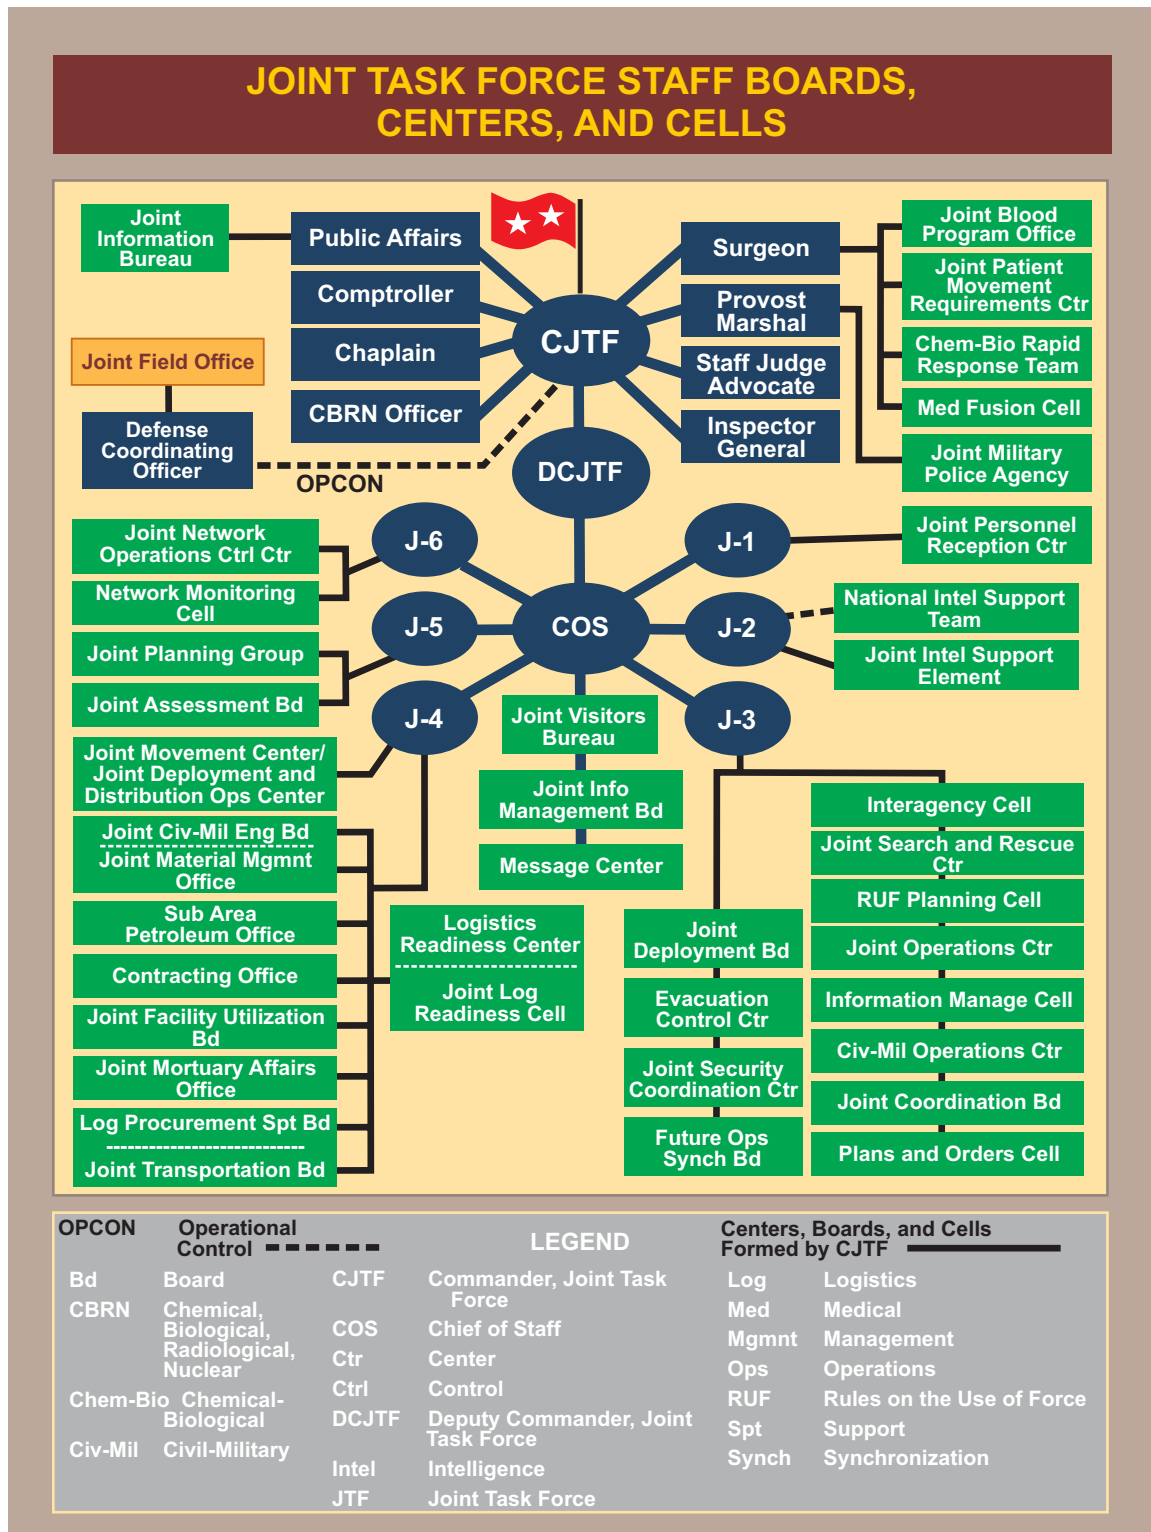 JOINT TASK FORCE STAFF BOARDS,
CENTERS, AND CELLS
Joint
Information
Bureau
Public Affairs
Comptroller
Chaplain
CBRN Officer
Joint Field Office
Defense
Coordinating
Officer
OPCON
CJTF
DCJTF
Surgeon
Provost
Marshal
Staff Judge
Advocate
Inspector
General
Joint Blood
Program Office
Joint Patient
Movement
Requirements Ctr
Chem-Bio Rapid
Response Team
Med Fusion Cell
Joint Military
Police Agency
J-6
J-5
J-4
COS
J-1
J-2
J-3
Joint Personnel
Reception Ctr
National Intel Support
Team
Joint Intel Support
Element
Joint Network
Operations Ctrl Ctr
Network Monitoring
Cell
Joint Planning Group
Joint Assessment Bd
Joint Movement Center/
Joint Deployment and
Distribution Ops Center
Joint Civ-Mil Eng Bd
Joint Material Mgmnt
Office
Sub Area
Petroleum Office
Contracting Office
Joint Facility Utilization
Bd
Joint Mortuary Affairs
Office
Log Procurement Spt Bd
Joint Transportation Bd
Logistics
Readiness Center
Joint Log
Readiness Cell
Joint Visitors
Bureau
Joint Info
Management Bd
Message Center
Joint
Deployment Bd
Evacuation
Control Ctr
Joint Security
Coordination Ctr
Future Ops
Synch Bd
Interagency Cell
Joint Search and Rescue
Ctr
RUF Planning Cell
Joint Operations Ctr
Information Manage Cell
Civ-Mil Operations Ctr
Joint Coordination Bd
Plans and Orders Cell
OPCON Operational
Control
LEGEND
Centers, Boards, and Cells
Formed by CJTF
Bd Board
CBRN Chemical,
Biological,
Radiological,
Nuclear
Chem-Bio Chemical-
Biological
Civ-Mil Civil-Military
CJTF Commander, Joint Task
Force
COS Chief of Staff
Ctr Center
Ctrl Control
DCJTF Deputy Commander, Joint
Task Force
Intel Intelligence
JTF Joint Task Force
Log Logistics
Med Medical
Mgmnt Management
Ops Operations
RUF Rules on the Use of Force
Spt Support
Synch Synchronization